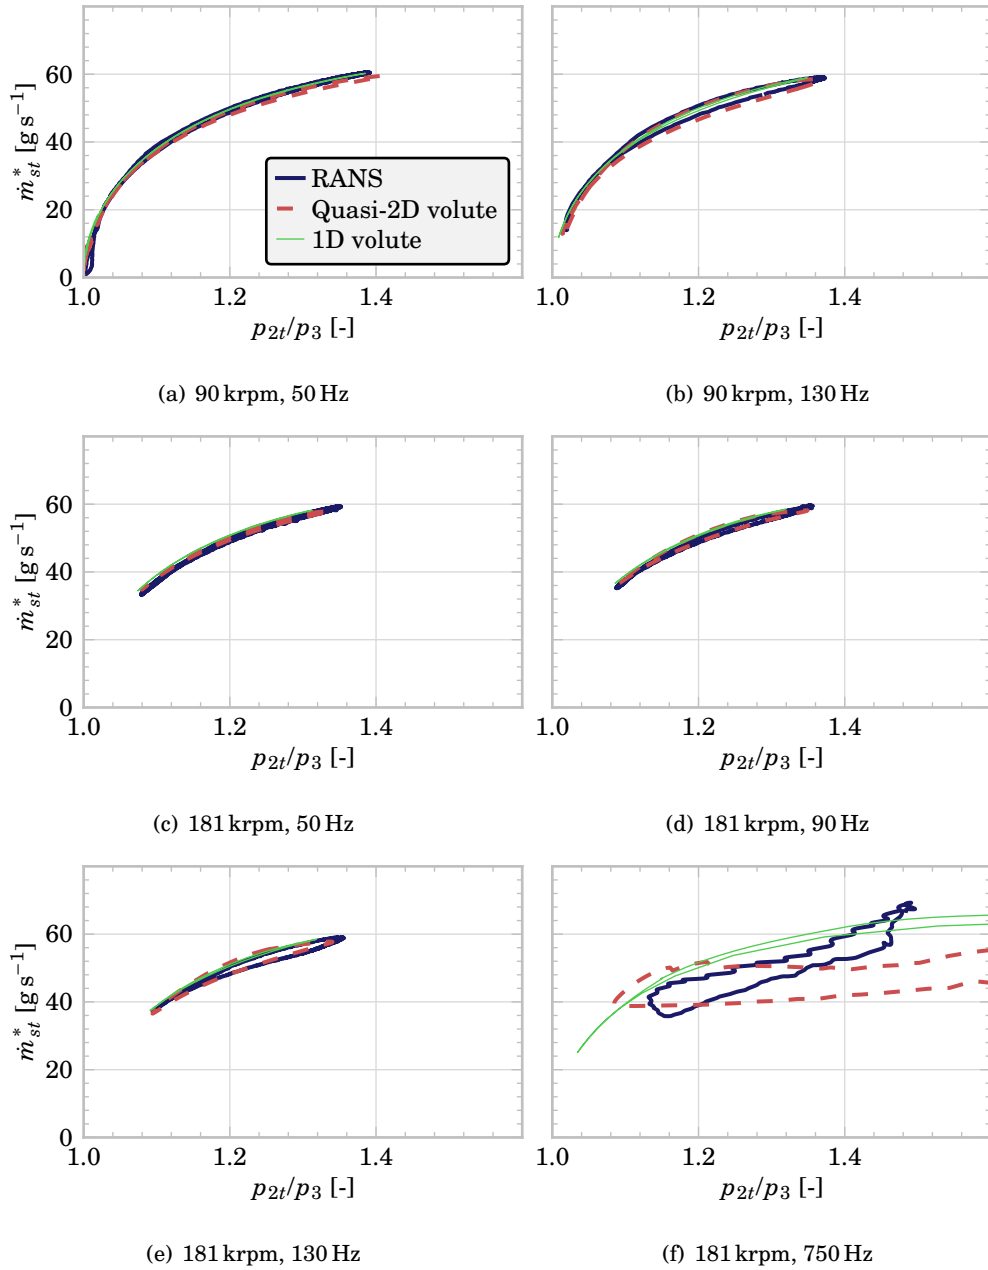 60
40
20
0
1.0 1.2 1.4
ṁ*st [g s⁻¹]
p2t/p3 [-]
RANS
Quasi-2D volute
1D volute
(a) 90 krpm, 50 Hz
1.0 1.2 1.4
p2t/p3 [-]
(b) 90 krpm, 130 Hz
60
40
20
0
1.0 1.2 1.4
ṁ*st [g s⁻¹]
p2t/p3 [-]
(c) 181 krpm, 50 Hz
1.0 1.2 1.4
p2t/p3 [-]
(d) 181 krpm, 90 Hz
60
40
20
0
1.0 1.2 1.4
ṁ*st [g s⁻¹]
p2t/p3 [-]
(e) 181 krpm, 130 Hz
1.0 1.2 1.4
p2t/p3 [-]
(f) 181 krpm, 750 Hz